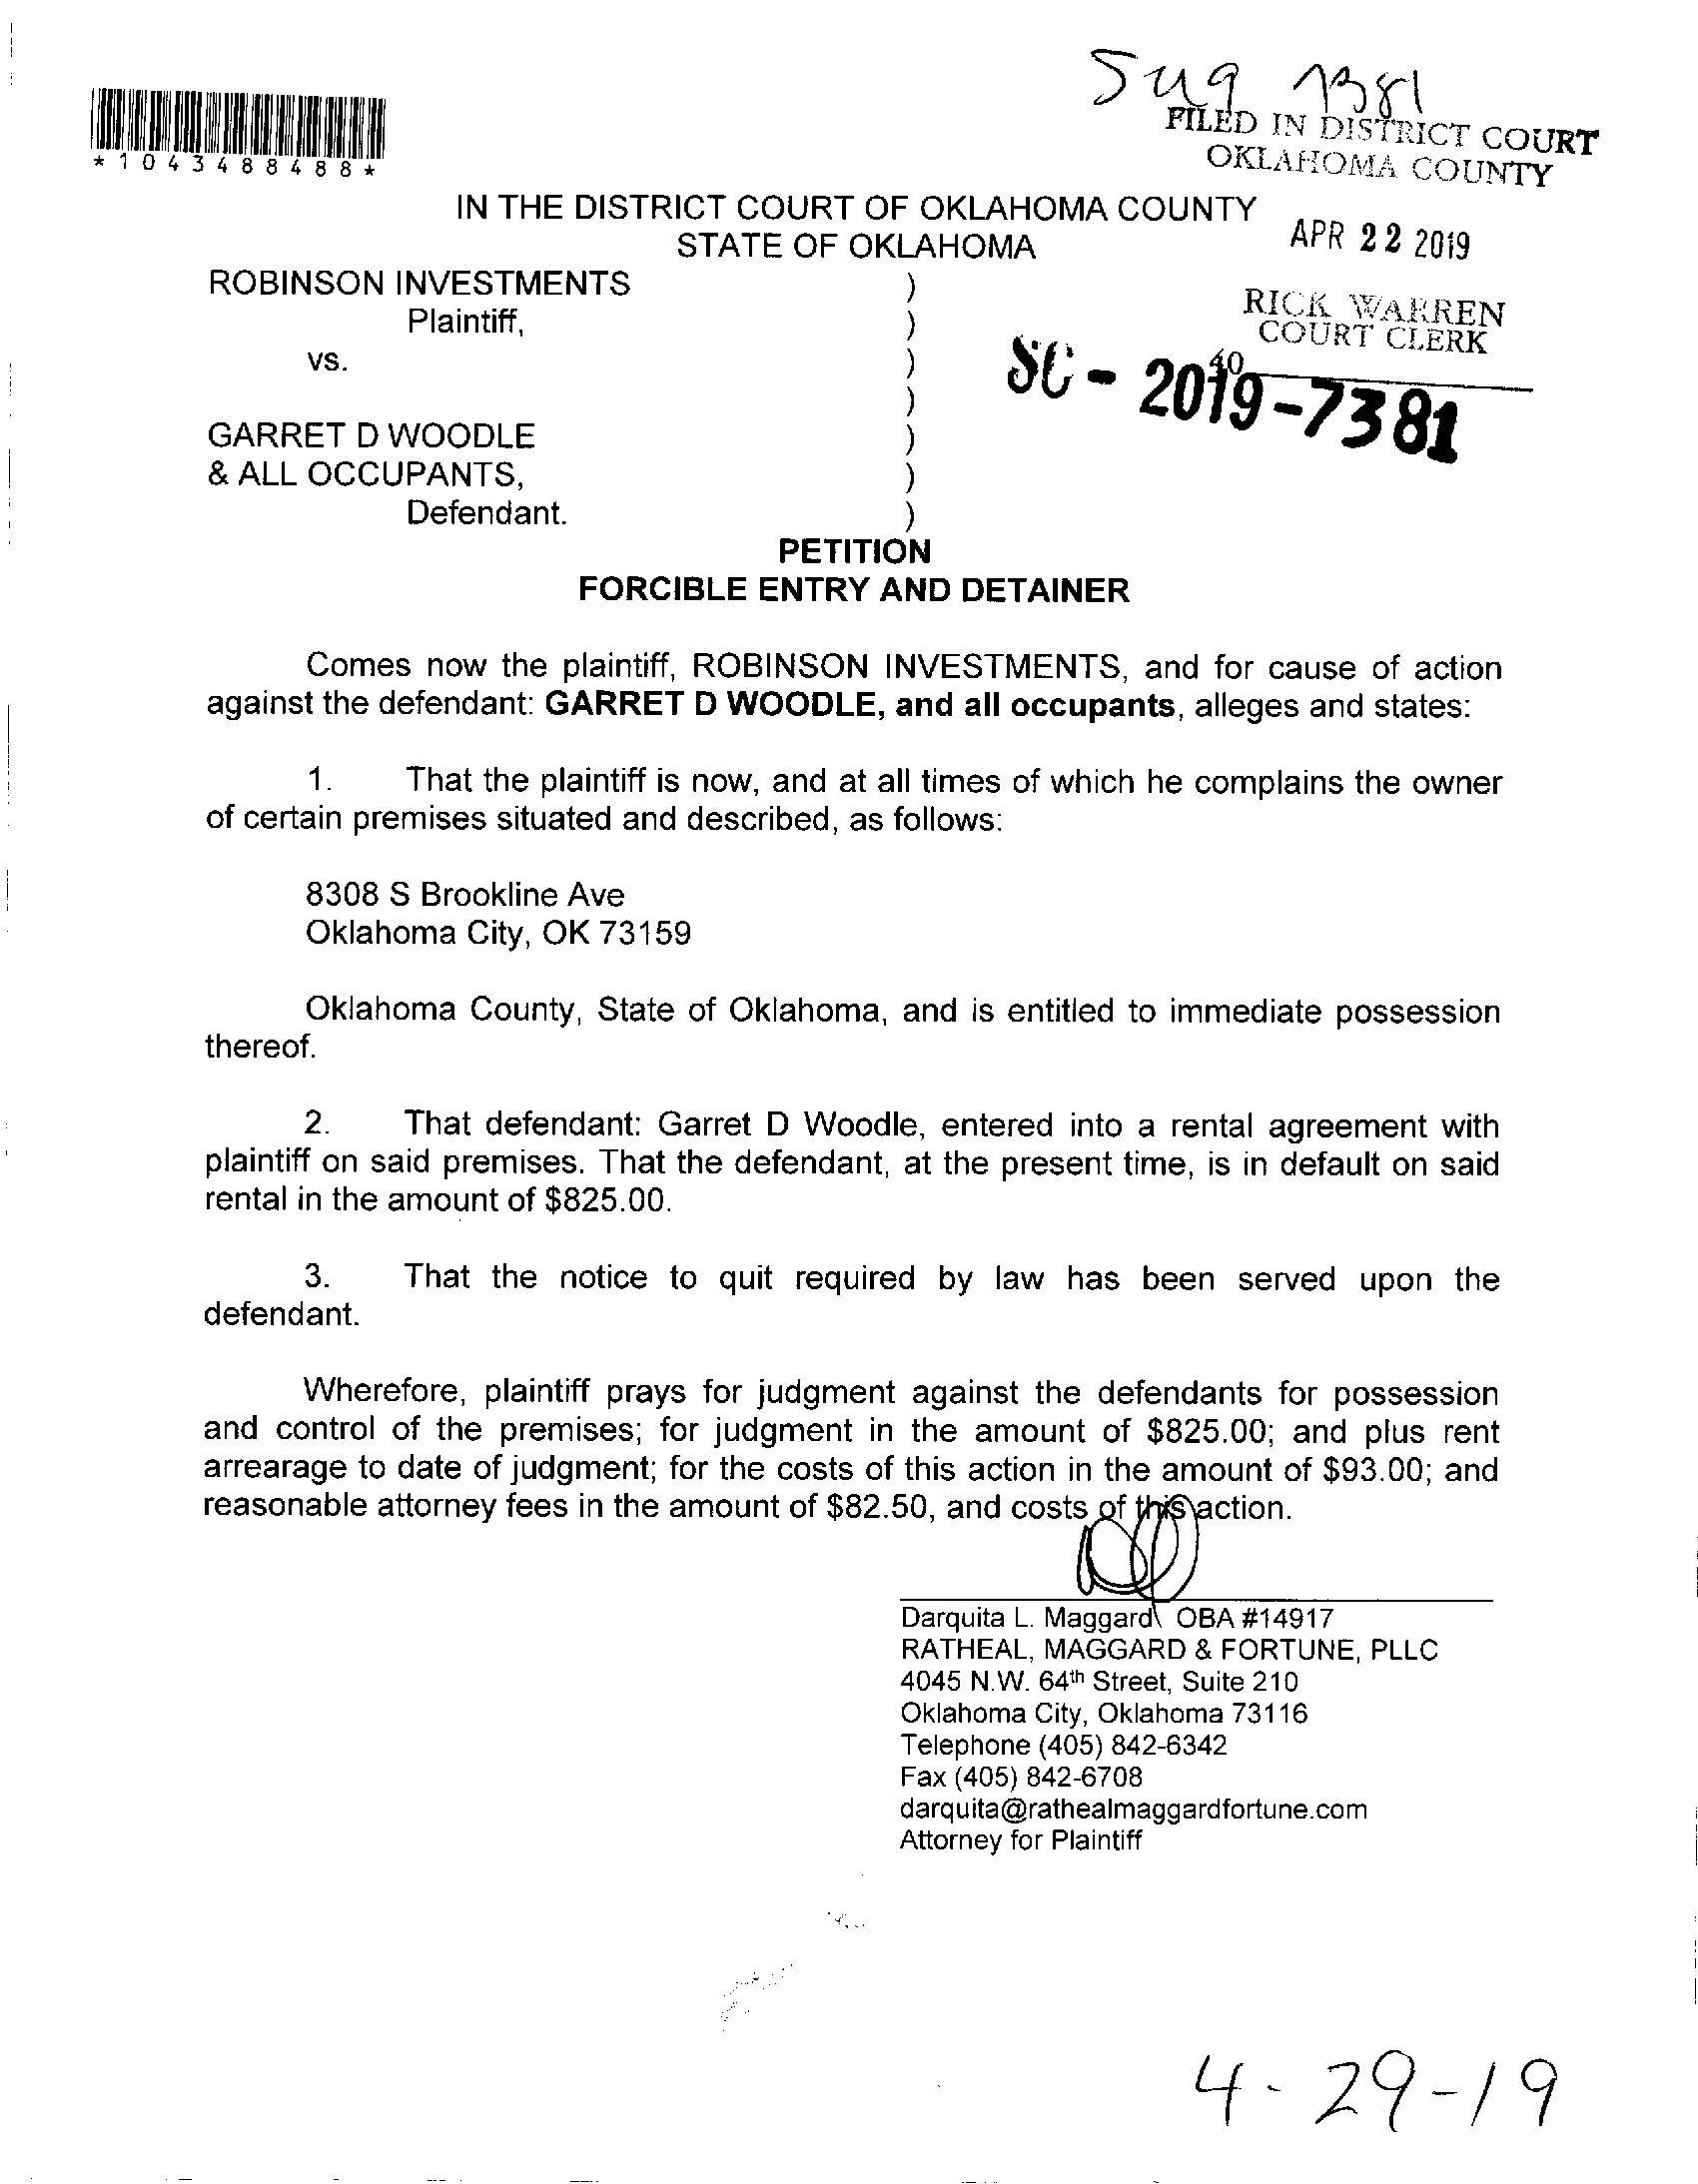 *1043488488*
FILED IN DISTRICT COURT
OKLAHOMA COUNTY
IN THE DISTRICT COURT OF OKLAHOMA COUNTY
STATE OF OKLAHOMA
APR 22 2019
ROBINSON INVESTMENTS )
Plaintiff, )
vs. )
)
RICK WARREN
COURT CLERK
40
SC - 2019-7381
GARRET D WOODLE )
& ALL OCCUPANTS, )
Defendant. )
PETITION
FORCIBLE ENTRY AND DETAINER
Comes now the plaintiff, ROBINSON INVESTMENTS, and for cause of action
against the defendant: GARRET D WOODLE, and all occupants, alleges and states:
1. That the plaintiff is now, and at all times of which he complains the owner
of certain premises situated and described, as follows:
8308 S Brookline Ave
Oklahoma City, OK 73159
Oklahoma County, State of Oklahoma, and is entitled to immediate possession
thereof.
2. That defendant: Garret D Woodle, entered into a rental agreement with
plaintiff on said premises. That the defendant, at the present time, is in default on said
rental in the amount of $825.00.
3. That the notice to quit required by law has been served upon the
defendant.
Wherefore, plaintiff prays for judgment against the defendants for possession
and control of the premises; for judgment in the amount of $825.00; and plus rent
arrearage to date of judgment; for the costs of this action in the amount of $93.00; and
reasonable attorney fees in the amount of $82.50, and costs of this action.
Darquita L. Maggard OBA #14917
RATHEAL, MAGGARD & FORTUNE, PLLC
4045 N.W. 64th Street, Suite 210
Oklahoma City, Oklahoma 73116
Telephone (405) 842-6342
Fax (405) 842-6708
darquita@rathealmaggardfortune.com
Attorney for Plaintiff
4-29-19